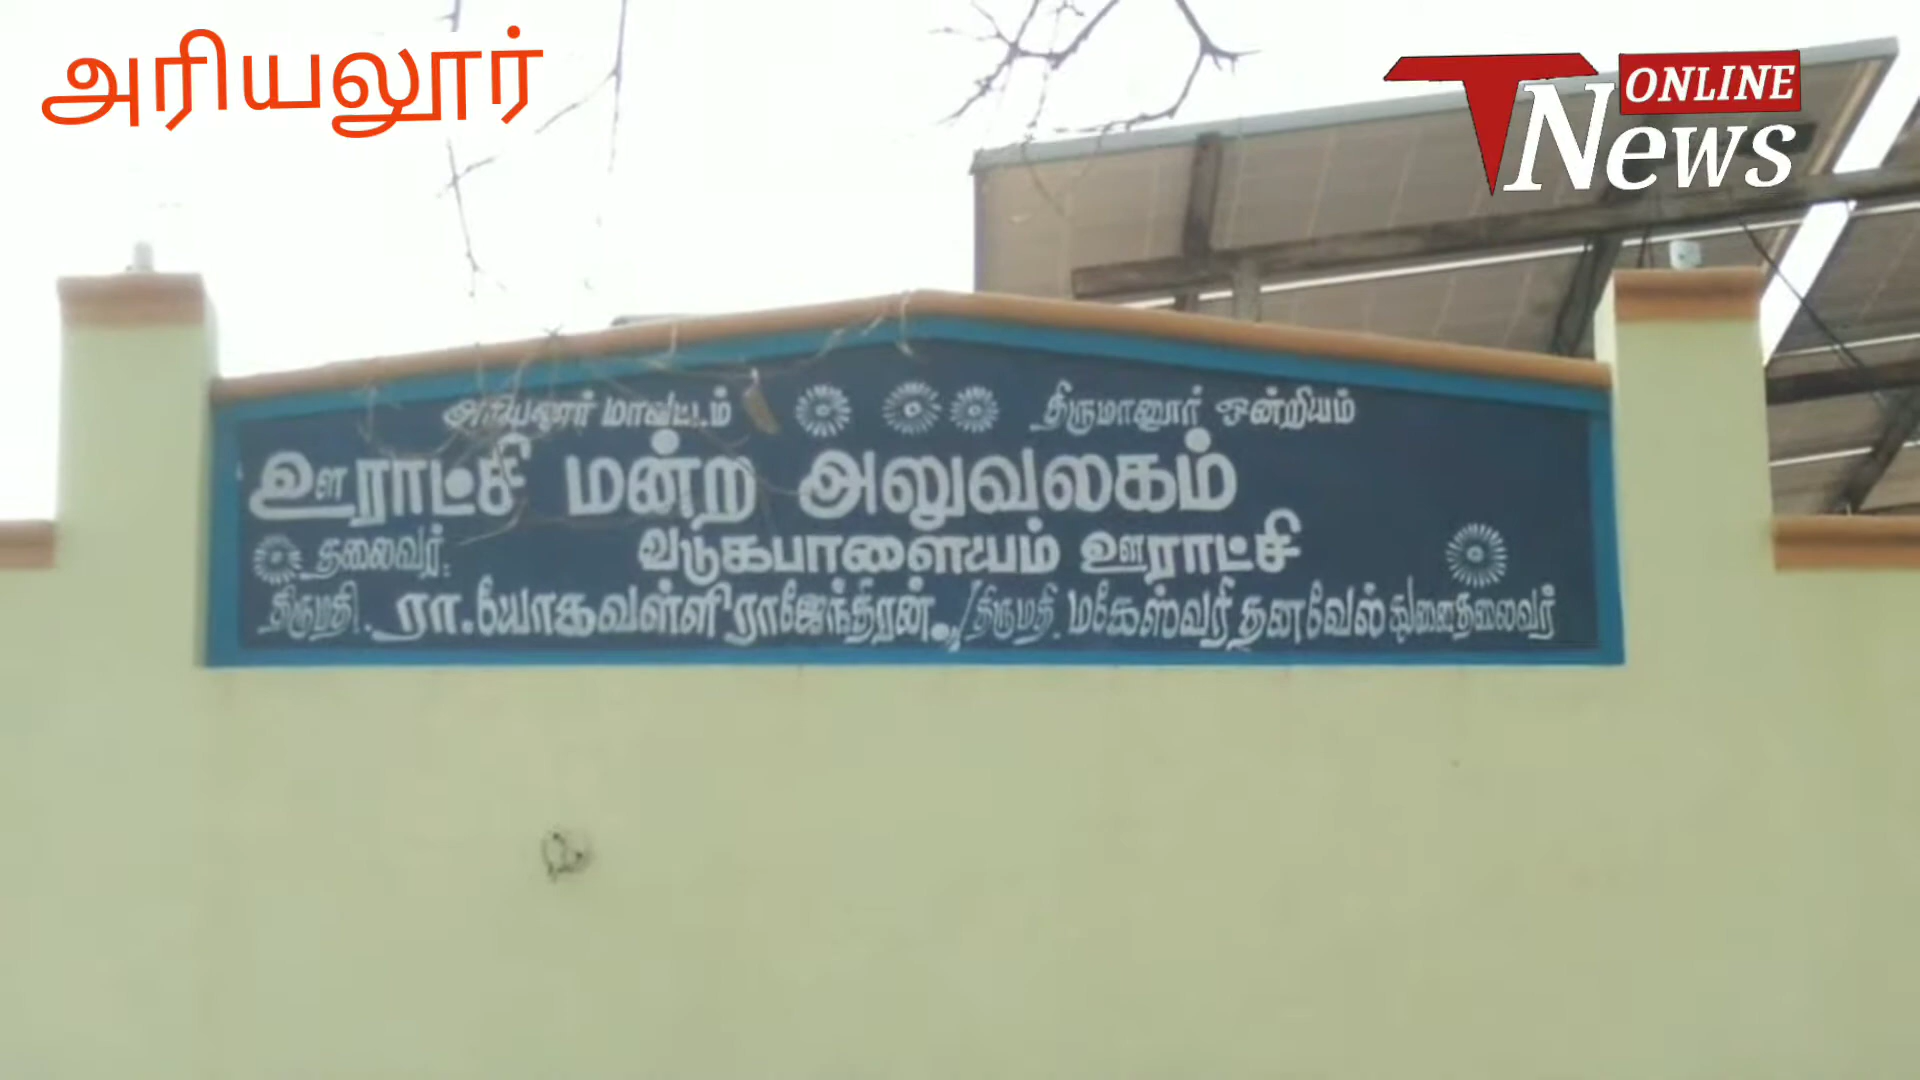 அரியலூர்
TN ONLINE
News
அரியலூர் மாவட்டம் திருமானூர் ஒன்றியம்
ஊராட்சி மன்ற அலுவலகம்
தலைவர். வடுகபாளையம் ஊராட்சி
திருமதி. ரா.யோகவள்ளிராஜேந்திரன். / திருமதி. மகேஸ்வரி தனவேல் துணைதலைவர்